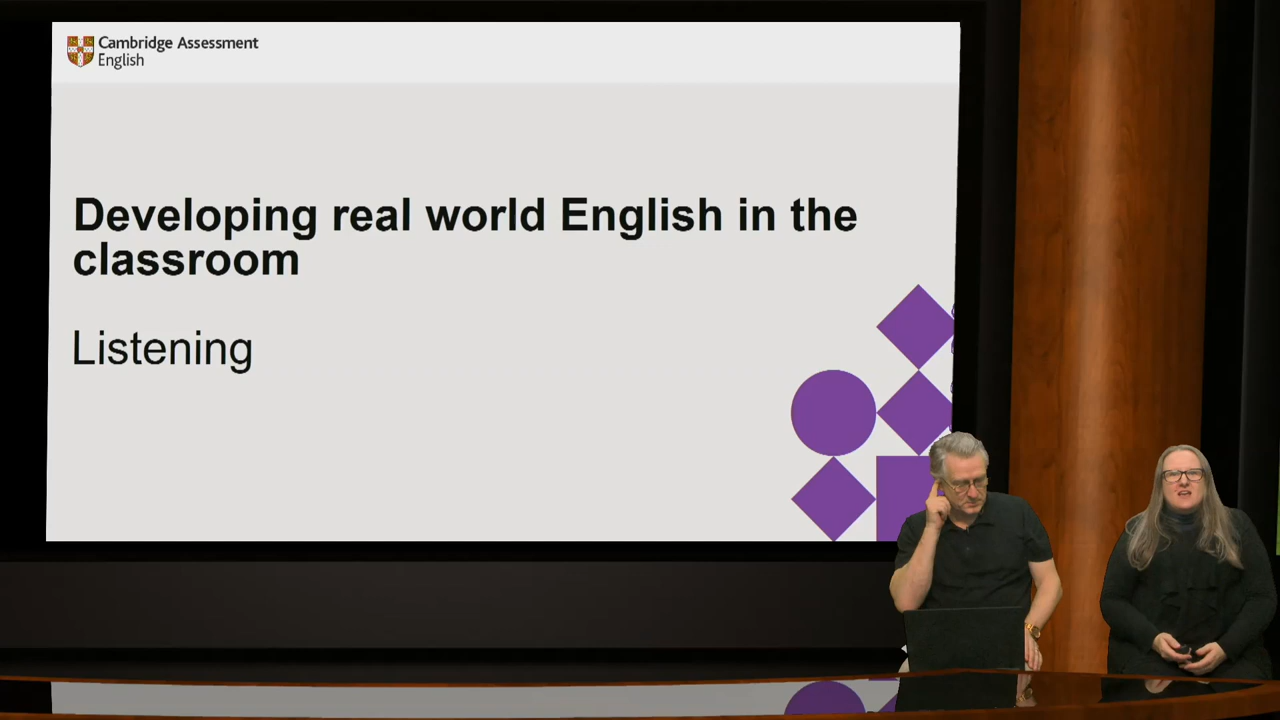 Cambridge Assessment
English
Developing real world English in the
classroom
Listening